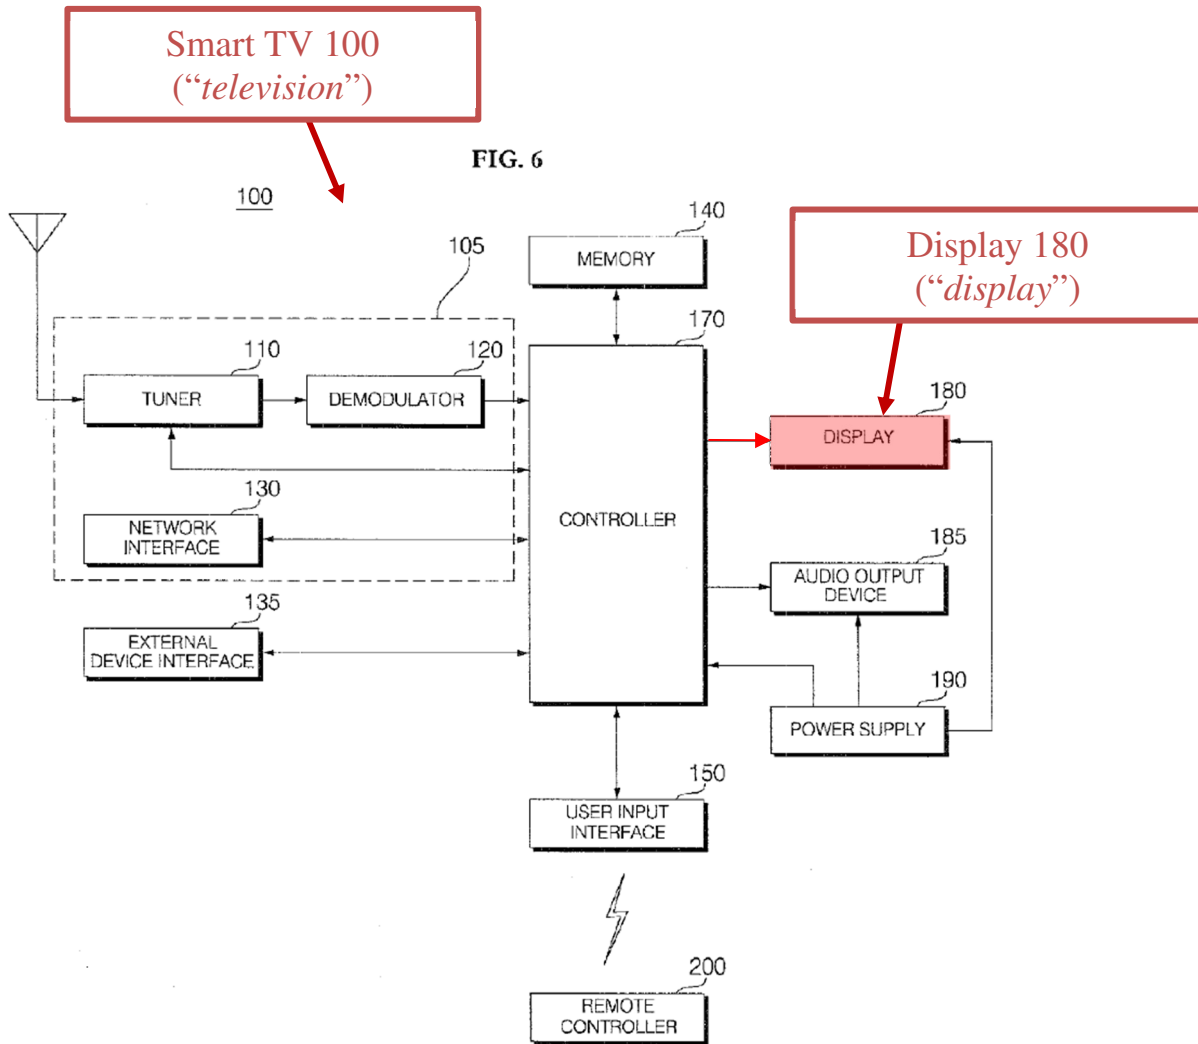 Smart TV 100
(“television”)
FIG. 6
100
140
MEMORY
Display 180
(“display”)
105
170
110
TUNER
120
DEMODULATOR
180
DISPLAY
CONTROLLER
130
NETWORK
INTERFACE
185
AUDIO OUTPUT
DEVICE
135
EXTERNAL
DEVICE INTERFACE
190
POWER SUPPLY
150
USER INPUT
INTERFACE
200
REMOTE
CONTROLLER